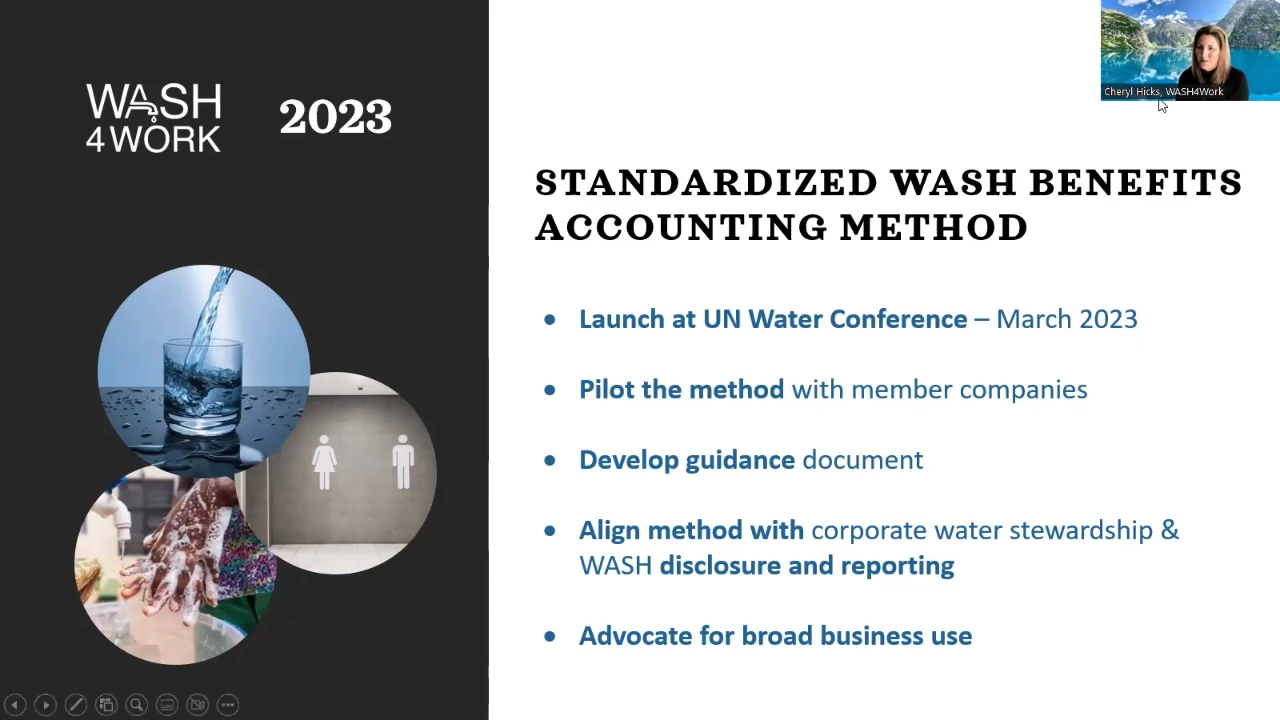 WASH
4WORK
2023
Cheryl Hicks, WASH4Work
STANDARDIZED WASH BENEFITS
ACCOUNTING METHOD
• Launch at UN Water Conference – March 2023
• Pilot the method with member companies
• Develop guidance document
• Align method with corporate water stewardship &
WASH disclosure and reporting
• Advocate for broad business use